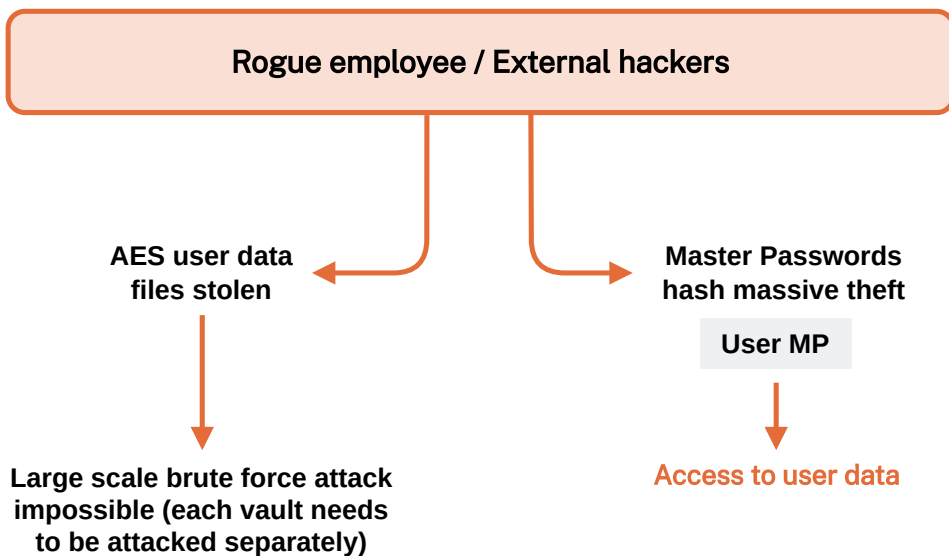 Rogue employee / External hackers
AES user data
files stolen
Master Passwords
hash massive theft
User MP
Large scale brute force attack
impossible (each vault needs
to be attacked separately)
Access to user data